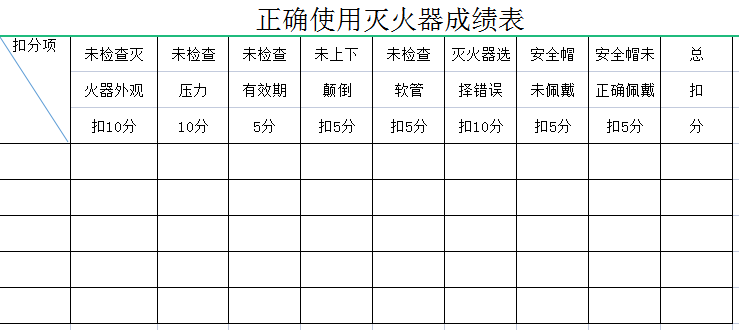 正确使用灭火器成绩表
扣分项 未检查灭 未检查 未检查 未上下 未检查 灭火器选 安全帽 安全帽未 总
火器外观 压力 有效期 颠倒 软管 择错误 未佩戴 正确佩戴 扣
扣10分 10分 5分 扣5分 扣5分 扣10分 扣5分 扣5分 分